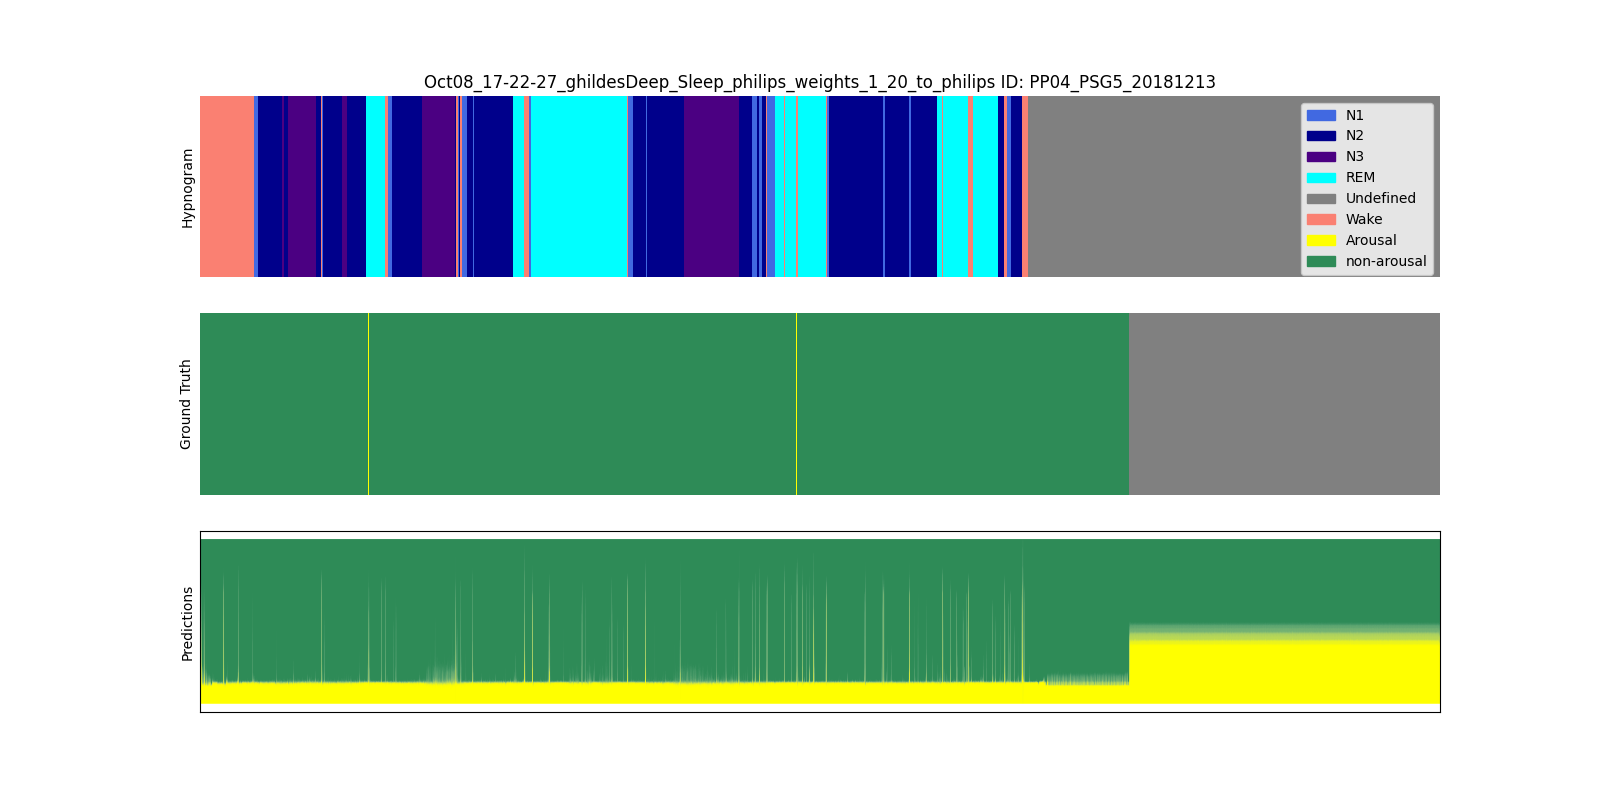 Oct08_17-22-27_ghildesDeep_Sleep_philips_weights_1_20_to_philips ID: PP04_PSG5_20181213
Hypnogram
N1
N2
N3
REM
Undefined
Wake
Arousal
non-arousal
Ground Truth
Predictions